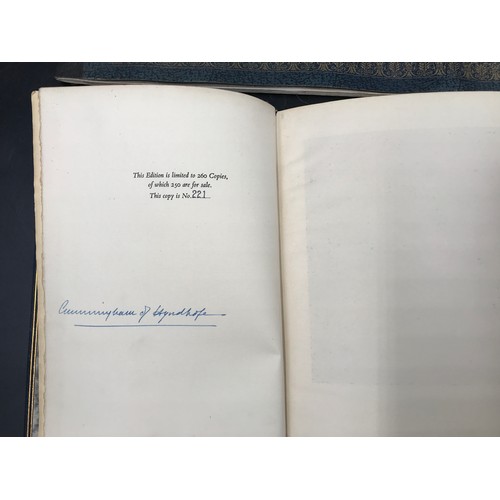 This Edition is limited to 260 Copies,
of which 250 are for sale.
This copy is No. 221
Cunningham of Hyndhope